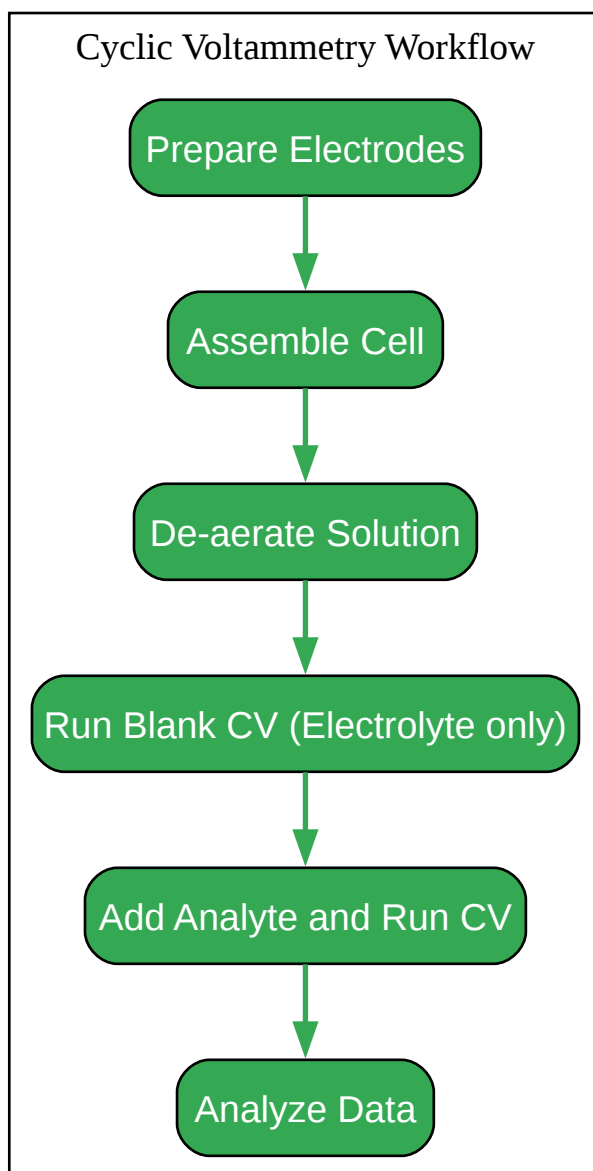 Cyclic Voltammetry Workflow
Prepare Electrodes
Assemble Cell
De-aerate Solution
Run Blank CV (Electrolyte only)
Add Analyte and Run CV
Analyze Data